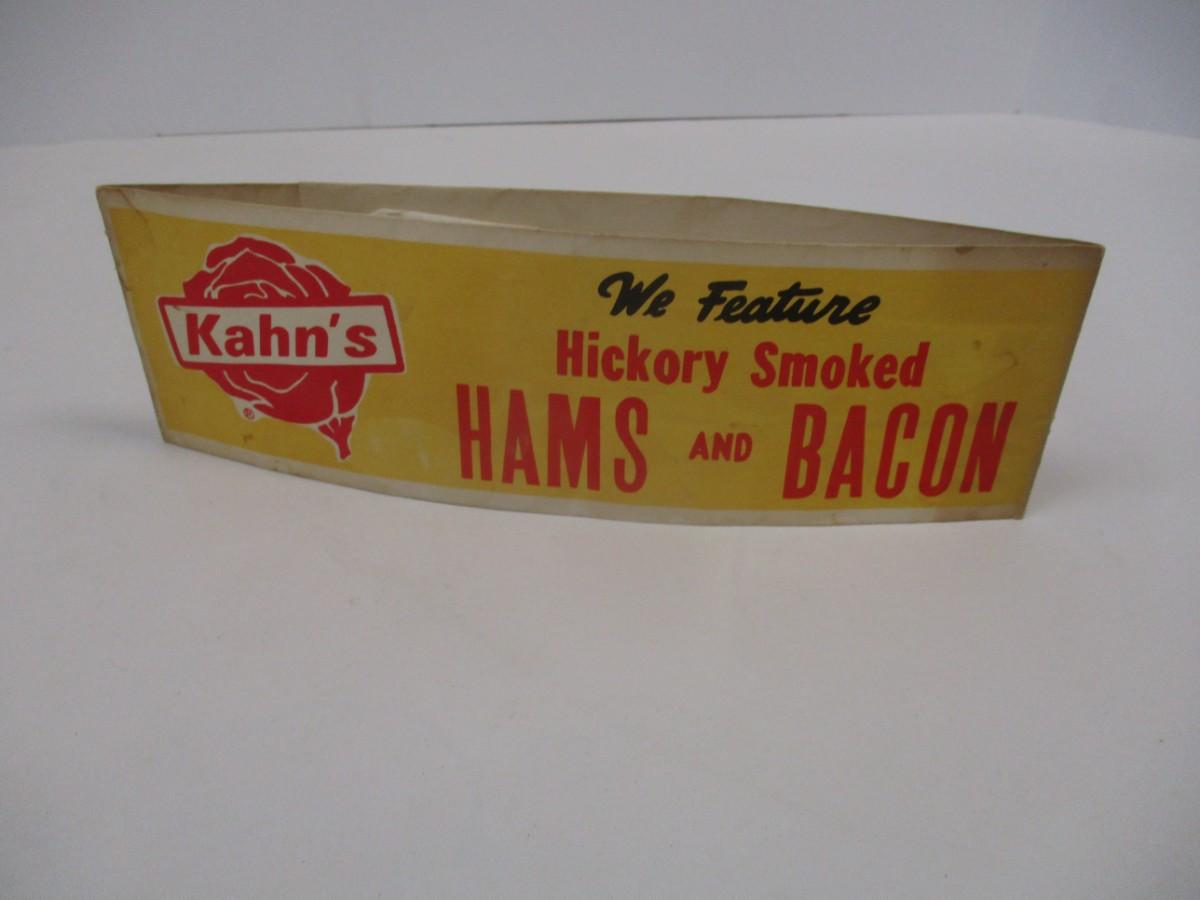 Kahn's
®
We Feature
Hickory Smoked
HAMS AND BACON